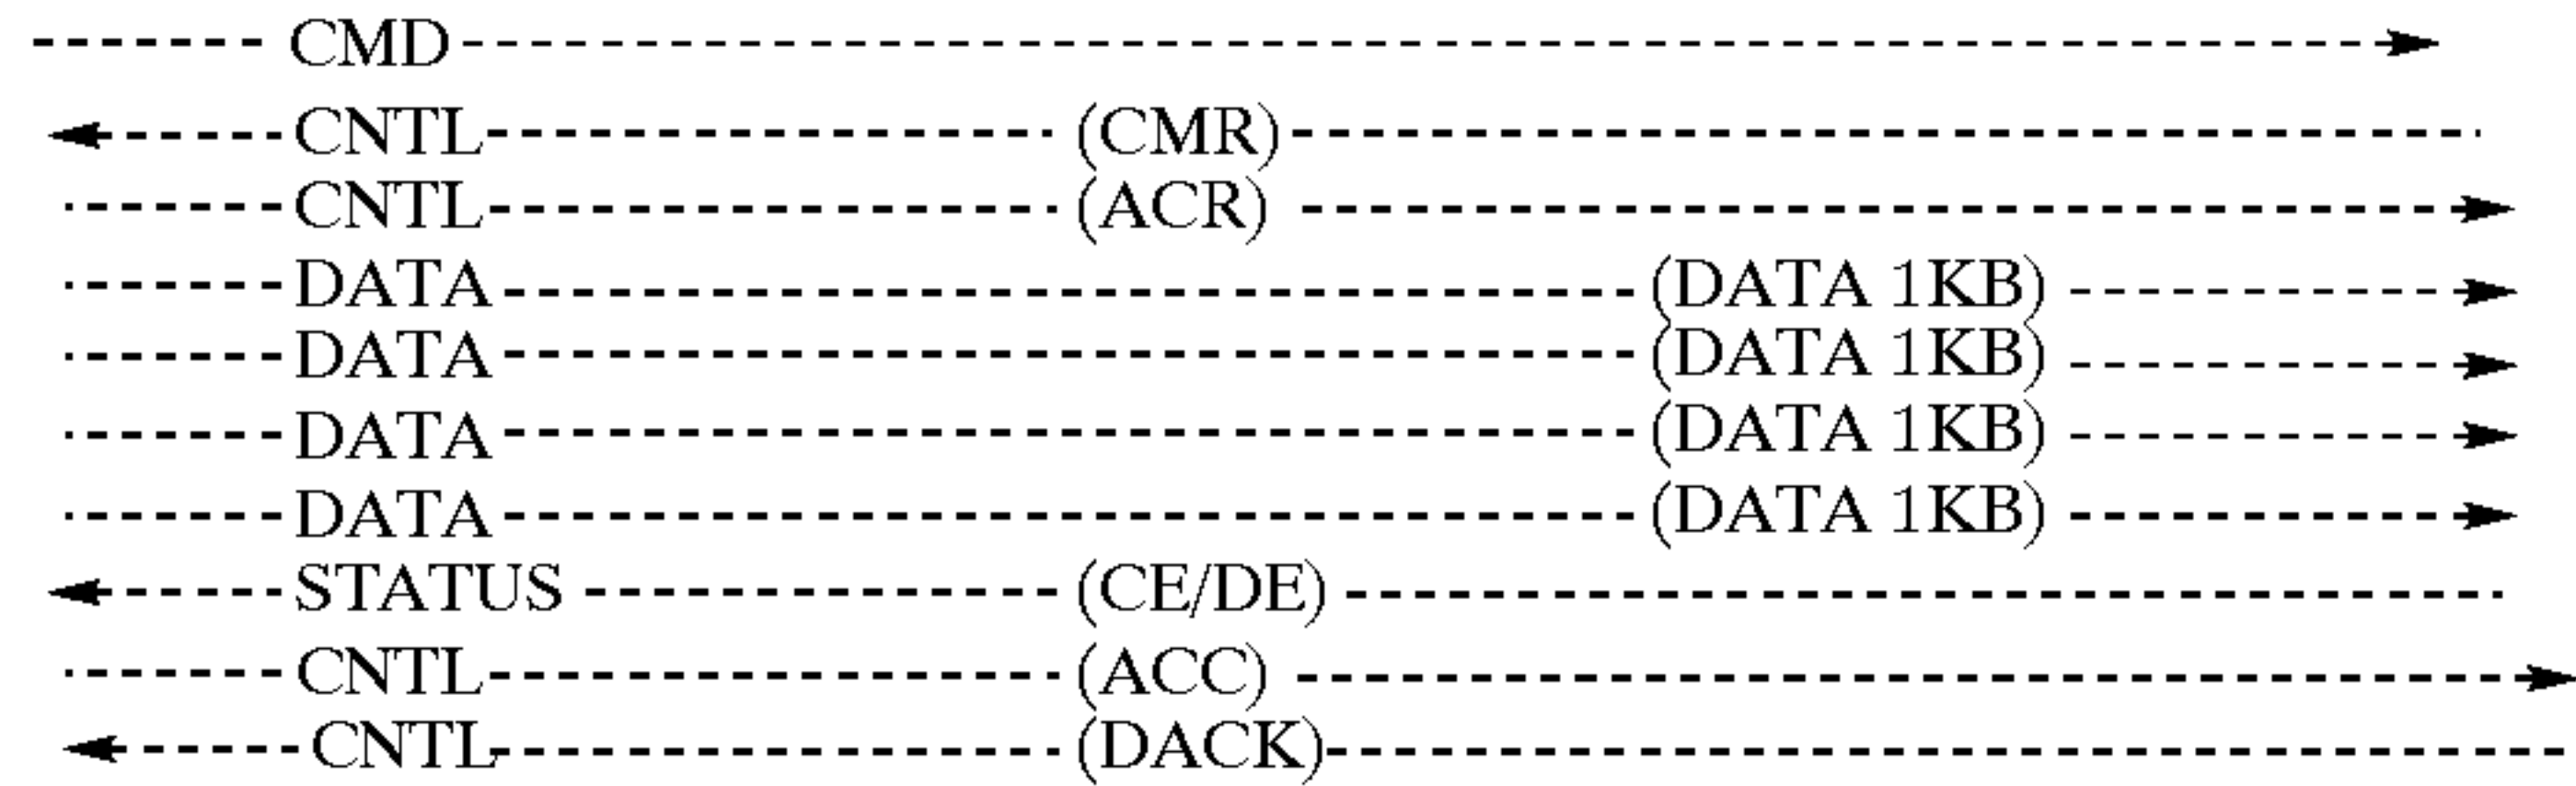 CMD
CNTL (CMR)
CNTL (ACR)
DATA (DATA 1KB)
DATA (DATA 1KB)
DATA (DATA 1KB)
DATA (DATA 1KB)
STATUS (CE/DE)
CNTL (ACC)
CNTL (DACK)